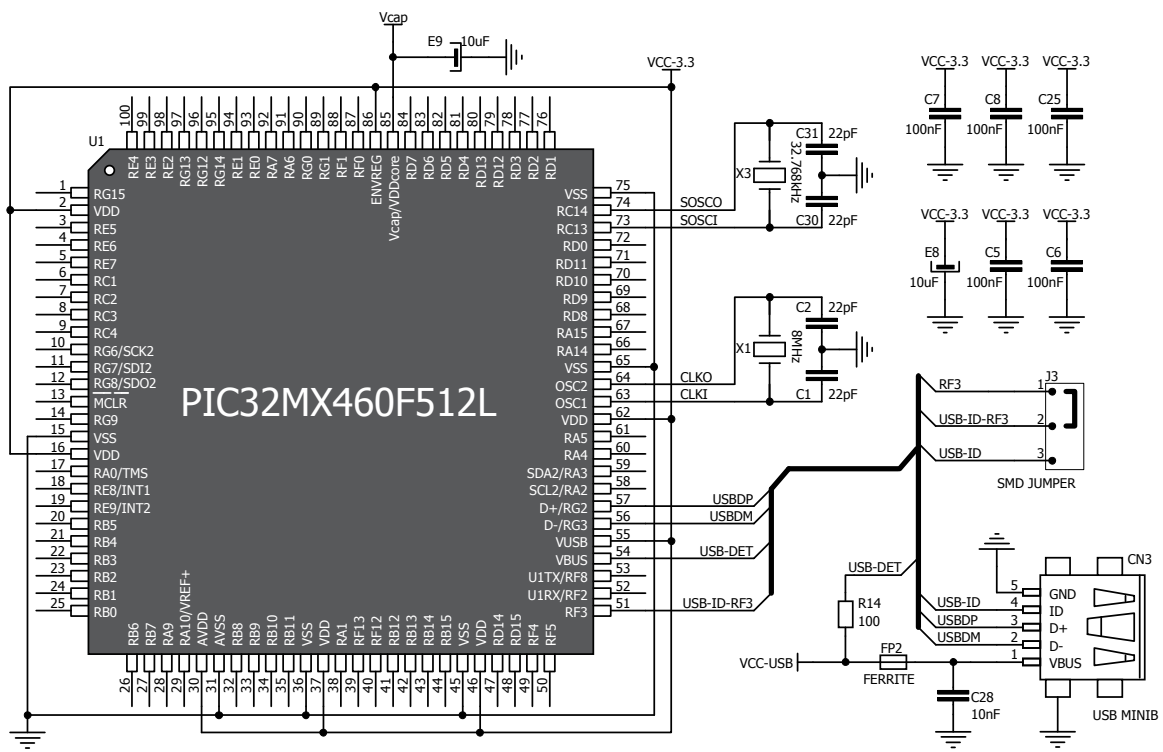 Vcap
E9 10uF
VCC-3.3
U1
100 99 98 97 96 95 94 93 92 91 90 89 88 87 86 85 84 83 82 81 80 79 78 77 76
RE4 RE3 RE2 RG13 RG12 RG14 RE1 RE0 RA7 RA6 RG0 RG1 RF1 RF0 ENVREG Vcap/VDDcore RD7 RD6 RD5 RD4 RD13 RD12 RD3 RD2 RD1
1 RG15
2 VDD
3 RE5
4 RE6
5 RE7
6 RC1
7 RC2
8 RC3
9 RC4
10 RG6/SCK2
11 RG7/SDI2
12 RG8/SDO2
13 MCLR
14 RG9
15 VSS
16 VDD
17 RA0/TMS
18 RE8/INT1
19 RE9/INT2
20 RB5
21 RB4
22 RB3
23 RB2
24 RB1
25 RB0
PIC32MX460F512L
VSS 75
RC14 74 SOSCO
RC13 73 SOSCI
RD0 72
RD11 71
RD10 70
RD9 69
RD8 68
RA15 67
RA14 66
VSS 65
OSC2 64 CLKO
OSC1 63 CLKI
VDD 62
RA5 61
RA4 60
SDA2/RA3 59
SCL2/RA2 58
D+/RG2 57 USBDP
D-/RG3 56 USBDM
VUSB 55
VBUS 54 USB-DET
U1TX/RF8 53
U1RX/RF2 52
RF3 51 USB-ID-RF3
RB6 RB7 RA9 RA10/VREF+ AVDD AVSS RB8 RB9 RB10 RB11 VSS VDD RA1 RF13 RF12 RB12 RB13 RB14 RB15 VSS VDD RD14 RD15 RF4 RF5
26 27 28 29 30 31 32 33 34 35 36 37 38 39 40 41 42 43 44 45 46 47 48 49 50
C31 22pF
X3
32.768kHz
C30 22pF
C2 22pF
X1
8MHz
C1 22pF
VCC-3.3 VCC-3.3 VCC-3.3
C7 C8 C25
100nF 100nF 100nF
VCC-3.3 VCC-3.3 VCC-3.3
E8 C5 C6
10uF 100nF 100nF
J3
RF3 1
USB-ID-RF3 2
USB-ID 3
SMD JUMPER
CN3
USB-DET
5 GND
USB-ID 4 ID
USBDP 3 D+
USBDM 2 D-
1 VBUS
R14
100
VCC-USB
FP2
FERRITE
C28
10nF
USB MINIB